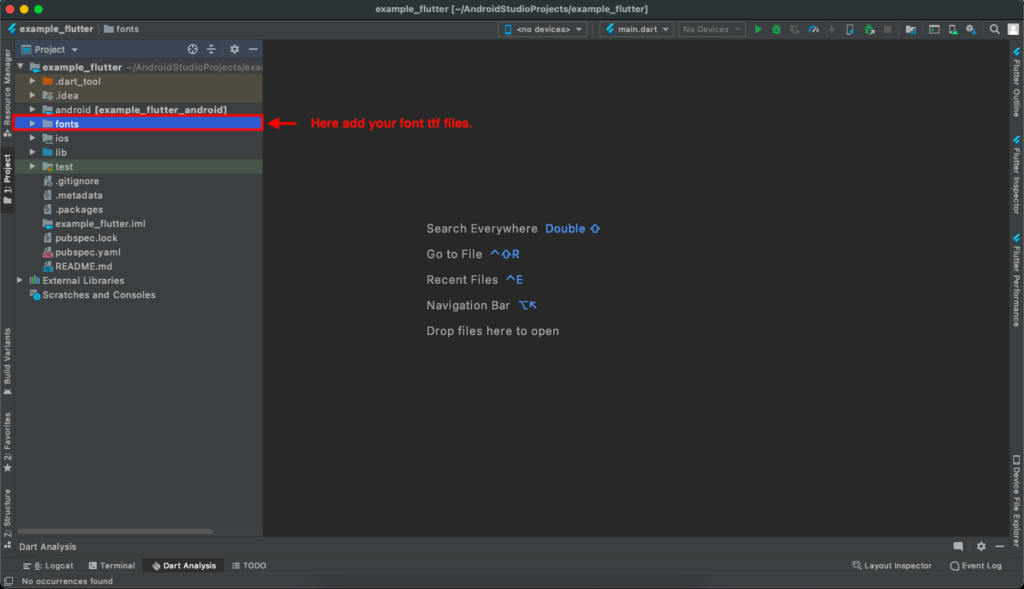 example_flutter [~/AndroidStudioProjects/example_flutter]
example_flutter fonts
<no devices>
main.dart
No Devices
Resource Manager
1: Project
Build Variants
2: Favorites
Z: Structure
Project
example_flutter ~/AndroidStudioProjects/exa
.dart_tool
.idea
android [example_flutter_android]
fonts
Here add your font ttf files.
ios
lib
test
.gitignore
.metadata
.packages
example_flutter.iml
pubspec.lock
pubspec.yaml
README.md
External Libraries
Scratches and Consoles
Search Everywhere Double ⇧
Go to File ^⇧R
Recent Files ^E
Navigation Bar ⌥↖
Drop files here to open
Flutter Outline
Flutter Inspector
Flutter Performance
Device File Explorer
Dart Analysis
6: Logcat
Terminal
Dart Analysis
TODO
Layout Inspector
Event Log
No occurrences found